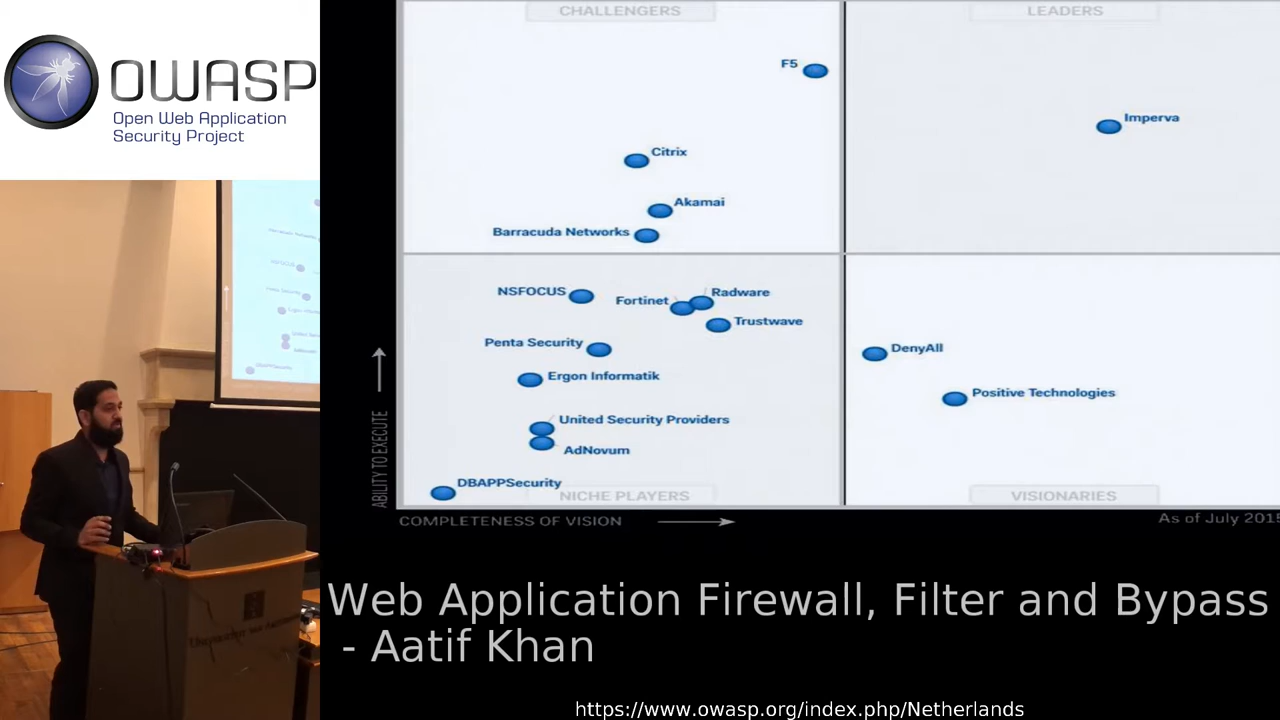 OWASP
Open Web Application
Security Project
CHALLENGERS
LEADERS
F5
Imperva
Citrix
Akamai
Barracuda Networks
NSFOCUS
Radware
Fortinet
Trustwave
Penta Security
DenyAll
Ergon Informatik
Positive Technologies
United Security Providers
AdNovum
DBAPPSecurity
NICHE PLAYERS
VISIONARIES
ABILITY TO EXECUTE
COMPLETENESS OF VISION
As of July 2015
Web Application Firewall, Filter and Bypass
- Aatif Khan
https://www.owasp.org/index.php/Netherlands